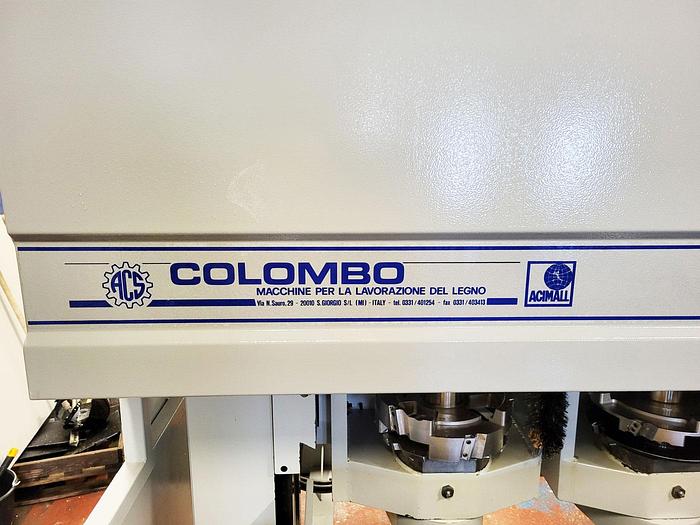 ACS
COLOMBO
MACCHINE PER LA LAVORAZIONE DEL LEGNO
Via N.Sauro, 29 - 20010 S.GIORGIO S/L (MI) - ITALY - tel. 0331/401254 - fax 0331/403413
ACIMALL